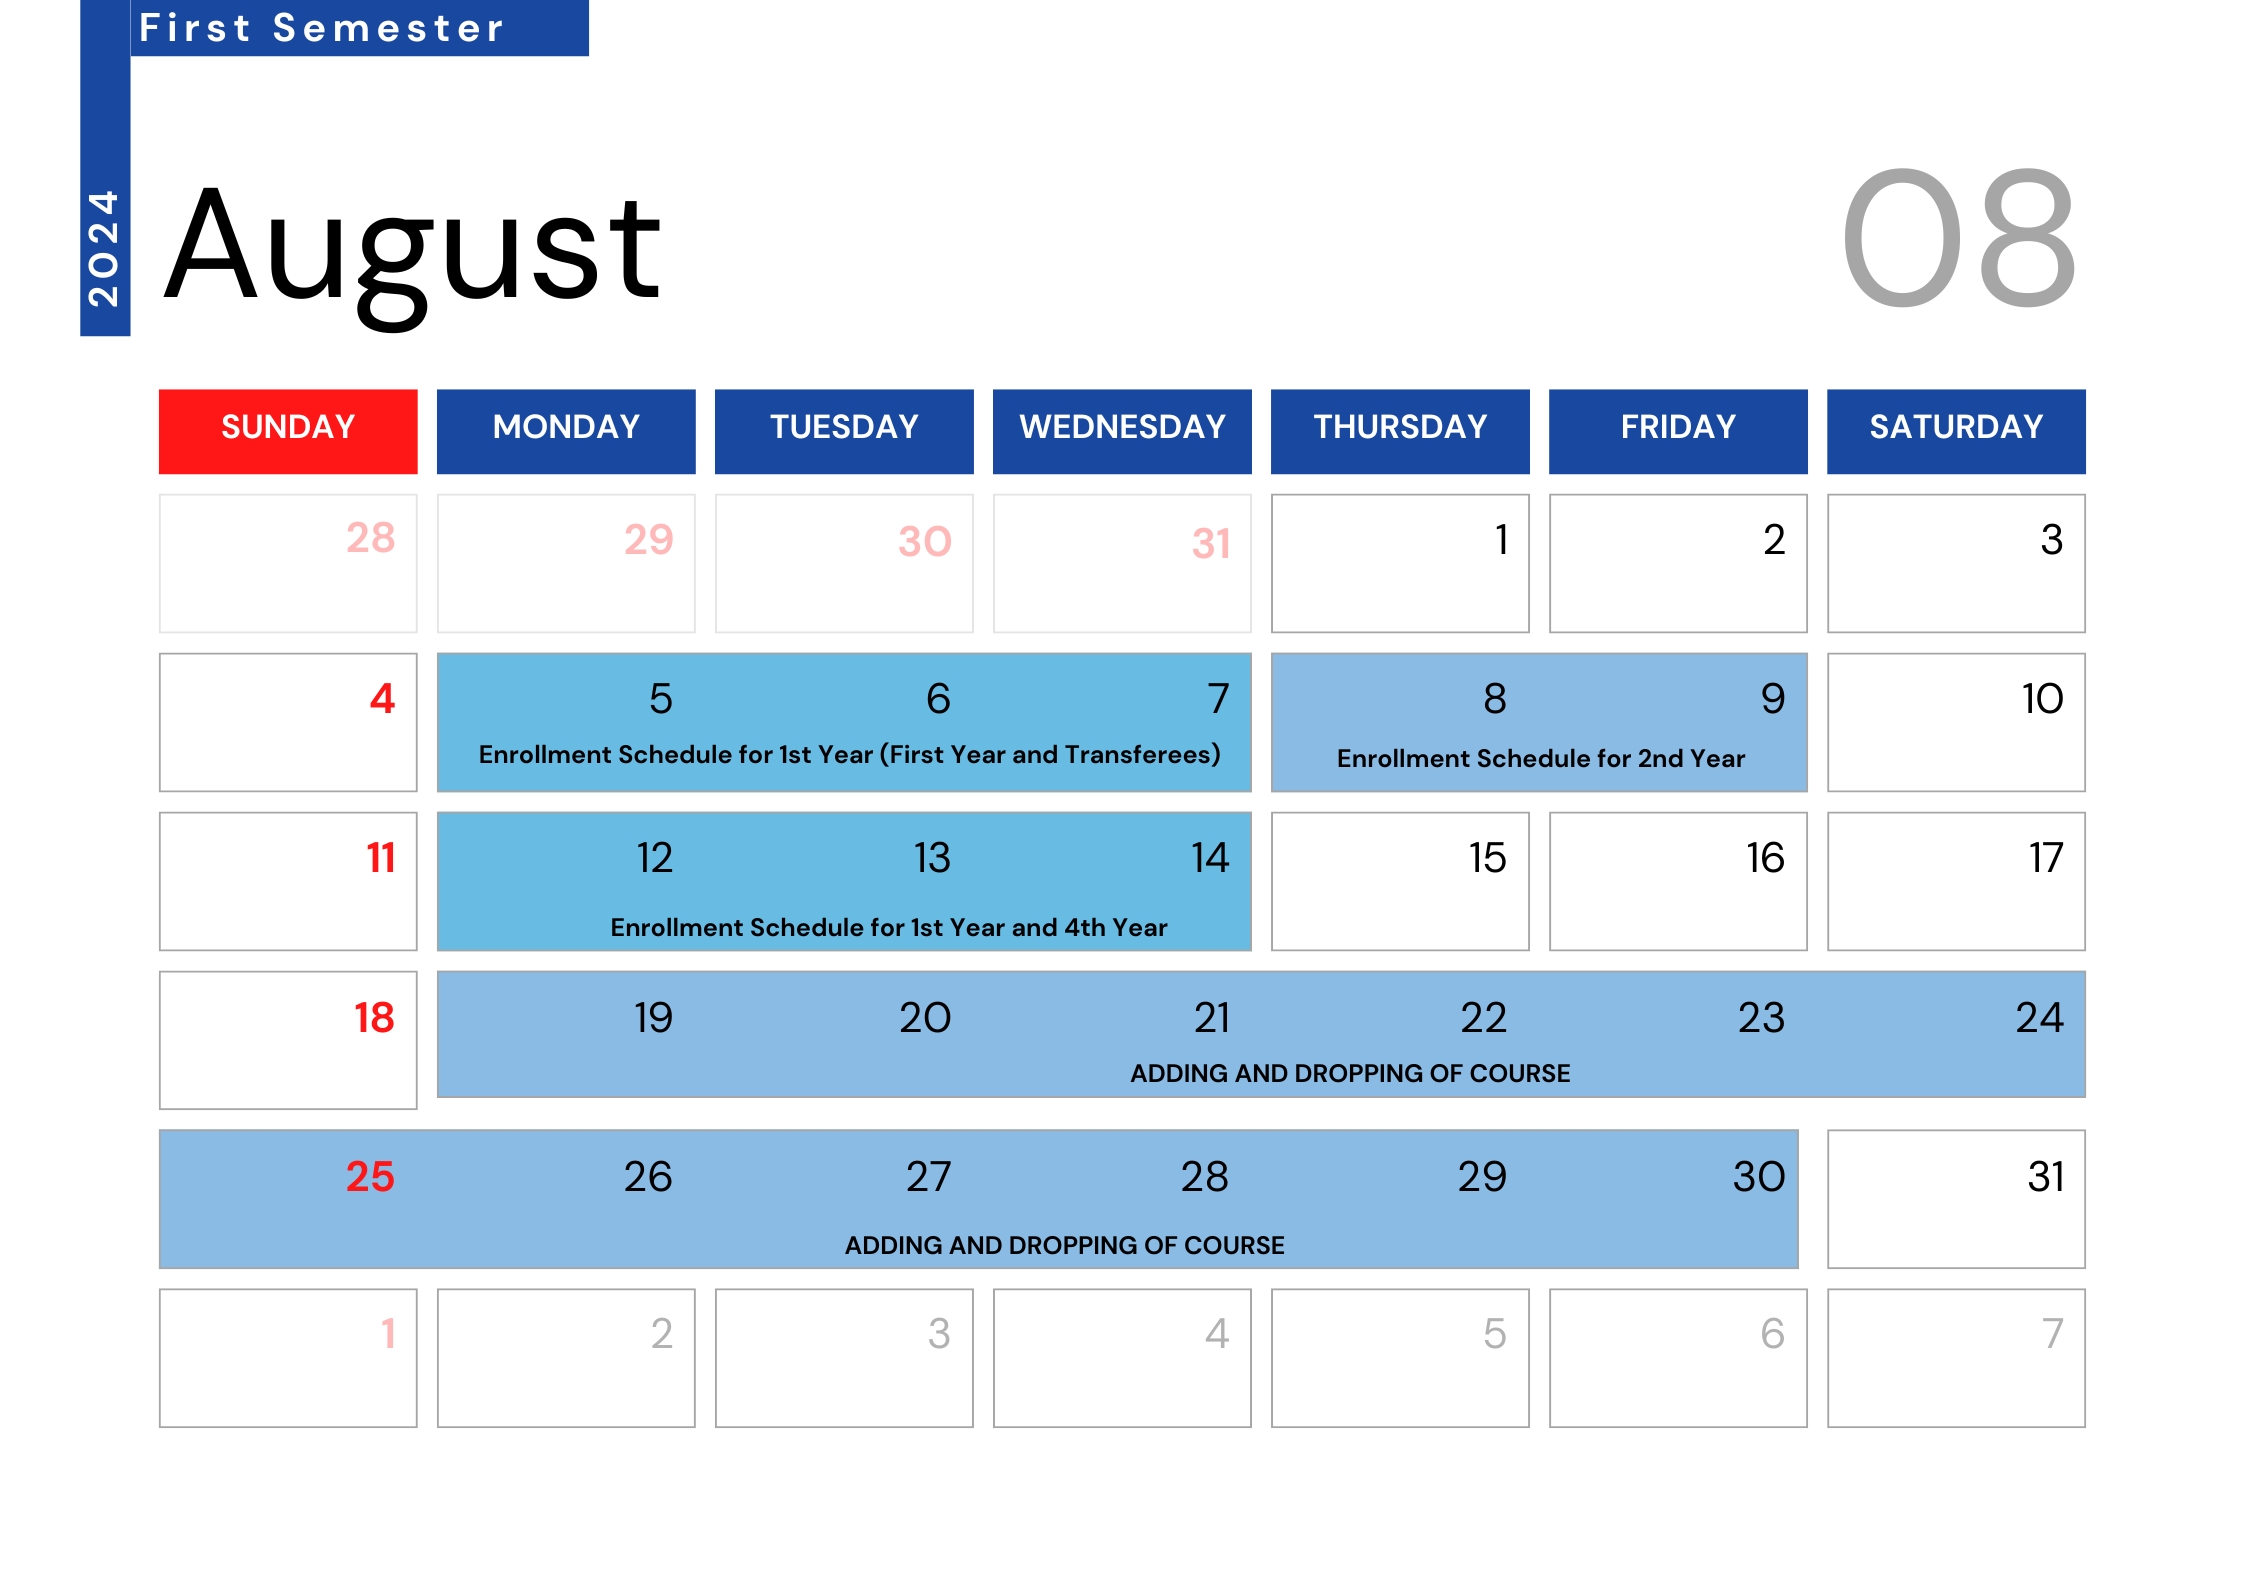 First Semester
2024
August
08
SUNDAY MONDAY TUESDAY WEDNESDAY THURSDAY FRIDAY SATURDAY
28 29 30 31 1 2 3
4 5 6 7 8 9 10
Enrollment Schedule for 1st Year (First Year and Transferees) Enrollment Schedule for 2nd Year
11 12 13 14 15 16 17
Enrollment Schedule for 1st Year and 4th Year
18 19 20 21 22 23 24
ADDING AND DROPPING OF COURSE
25 26 27 28 29 30 31
ADDING AND DROPPING OF COURSE
1 2 3 4 5 6 7